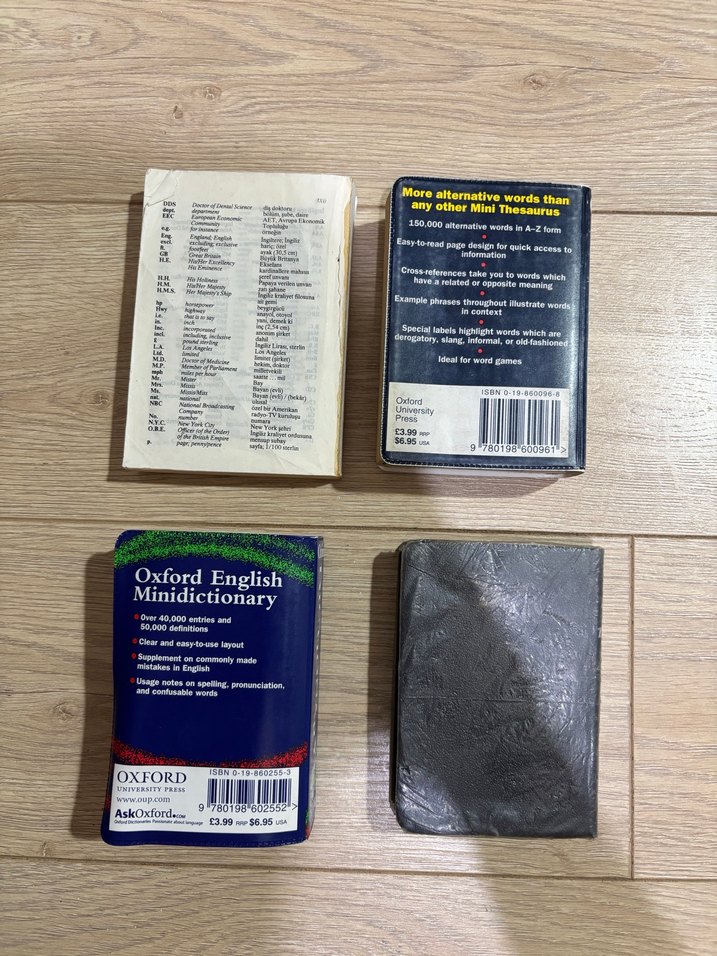 XVII
DDS Doctor of Dental Science diş doktoru
dept. department bölüm, şube, daire
EEC European Economic AET, Avrupa Ekonomik
Community Topluluğu
e.g. for instance örneğin
Eng. England; English İngiltere, İngiliz
excl. excluding, exclusive hariç; özel
ft. foot/feet ayak (30,5 cm)
GB Great Britain Büyük Britanya
H.E. His/Her Excellency Ekselans
His Eminence kardinallere mahsus
şeref unvanı
H.H. His Holiness Papaya verilen unvan
H.M. His/Her Majesty zatı şahane
H.M.S. His/Her Majesty's Ship İngiliz kraliyet filosuna
ait gemi
hp horsepower beygirgücü
Hwy highway anayol, otoyol
i.e. that is to say yani, demek ki
in. inch inç (2,54 cm)
Inc. incorporated anonim şirket
incl. including, inclusive dahil
£ pound sterling İngiliz Lirası, sterlin
L.A. Los Angeles Los Angeles
Ltd. limited limitet (şirket)
M.D. Doctor of Medicine hekim, doktor
M.P. Member of Parliament milletvekili
mph miles per hour saatte ... mil
Mr. Mister Bay
Mrs. Missis Bayan (evli)
Ms. Missis/Miss Bayan (evli) / (bekâr)
nat. national ulusal
NBC National Broadcasting özel bir Amerikan
Company radyo-TV kuruluşu
No. number numara
N.Y.C. New York City New York şehri
O.B.E. Officer (of the Order) İngiliz kraliyet ordusuna
of the British Empire mensup subay
p. page; penny/pence sayfa; 1/100 sterlin
More alternative words than
any other Mini Thesaurus
150,000 alternative words in A–Z form
• Easy-to-read page design for quick access to
information
• Cross-references take you to words which
have a related or opposite meaning
• Example phrases throughout illustrate words
in context
• Special labels highlight words which are
derogatory, slang, informal, or old-fashioned
• Ideal for word games
Oxford
University
Press
£3.99 RRP
$6.95 USA
ISBN 0-19-860096-8
9 780198 600961 >
Oxford English
Minidictionary
• Over 40,000 entries and
50,000 definitions
• Clear and easy-to-use layout
• Supplement on commonly made
mistakes in English
• Usage notes on spelling, pronunciation,
and confusable words
OXFORD
UNIVERSITY PRESS
www.oup.com
AskOxford.COM
Oxford Dictionaries Passionate about language
ISBN 0-19-860255-3
9 780198 602552 >
£3.99 RRP $6.95 USA